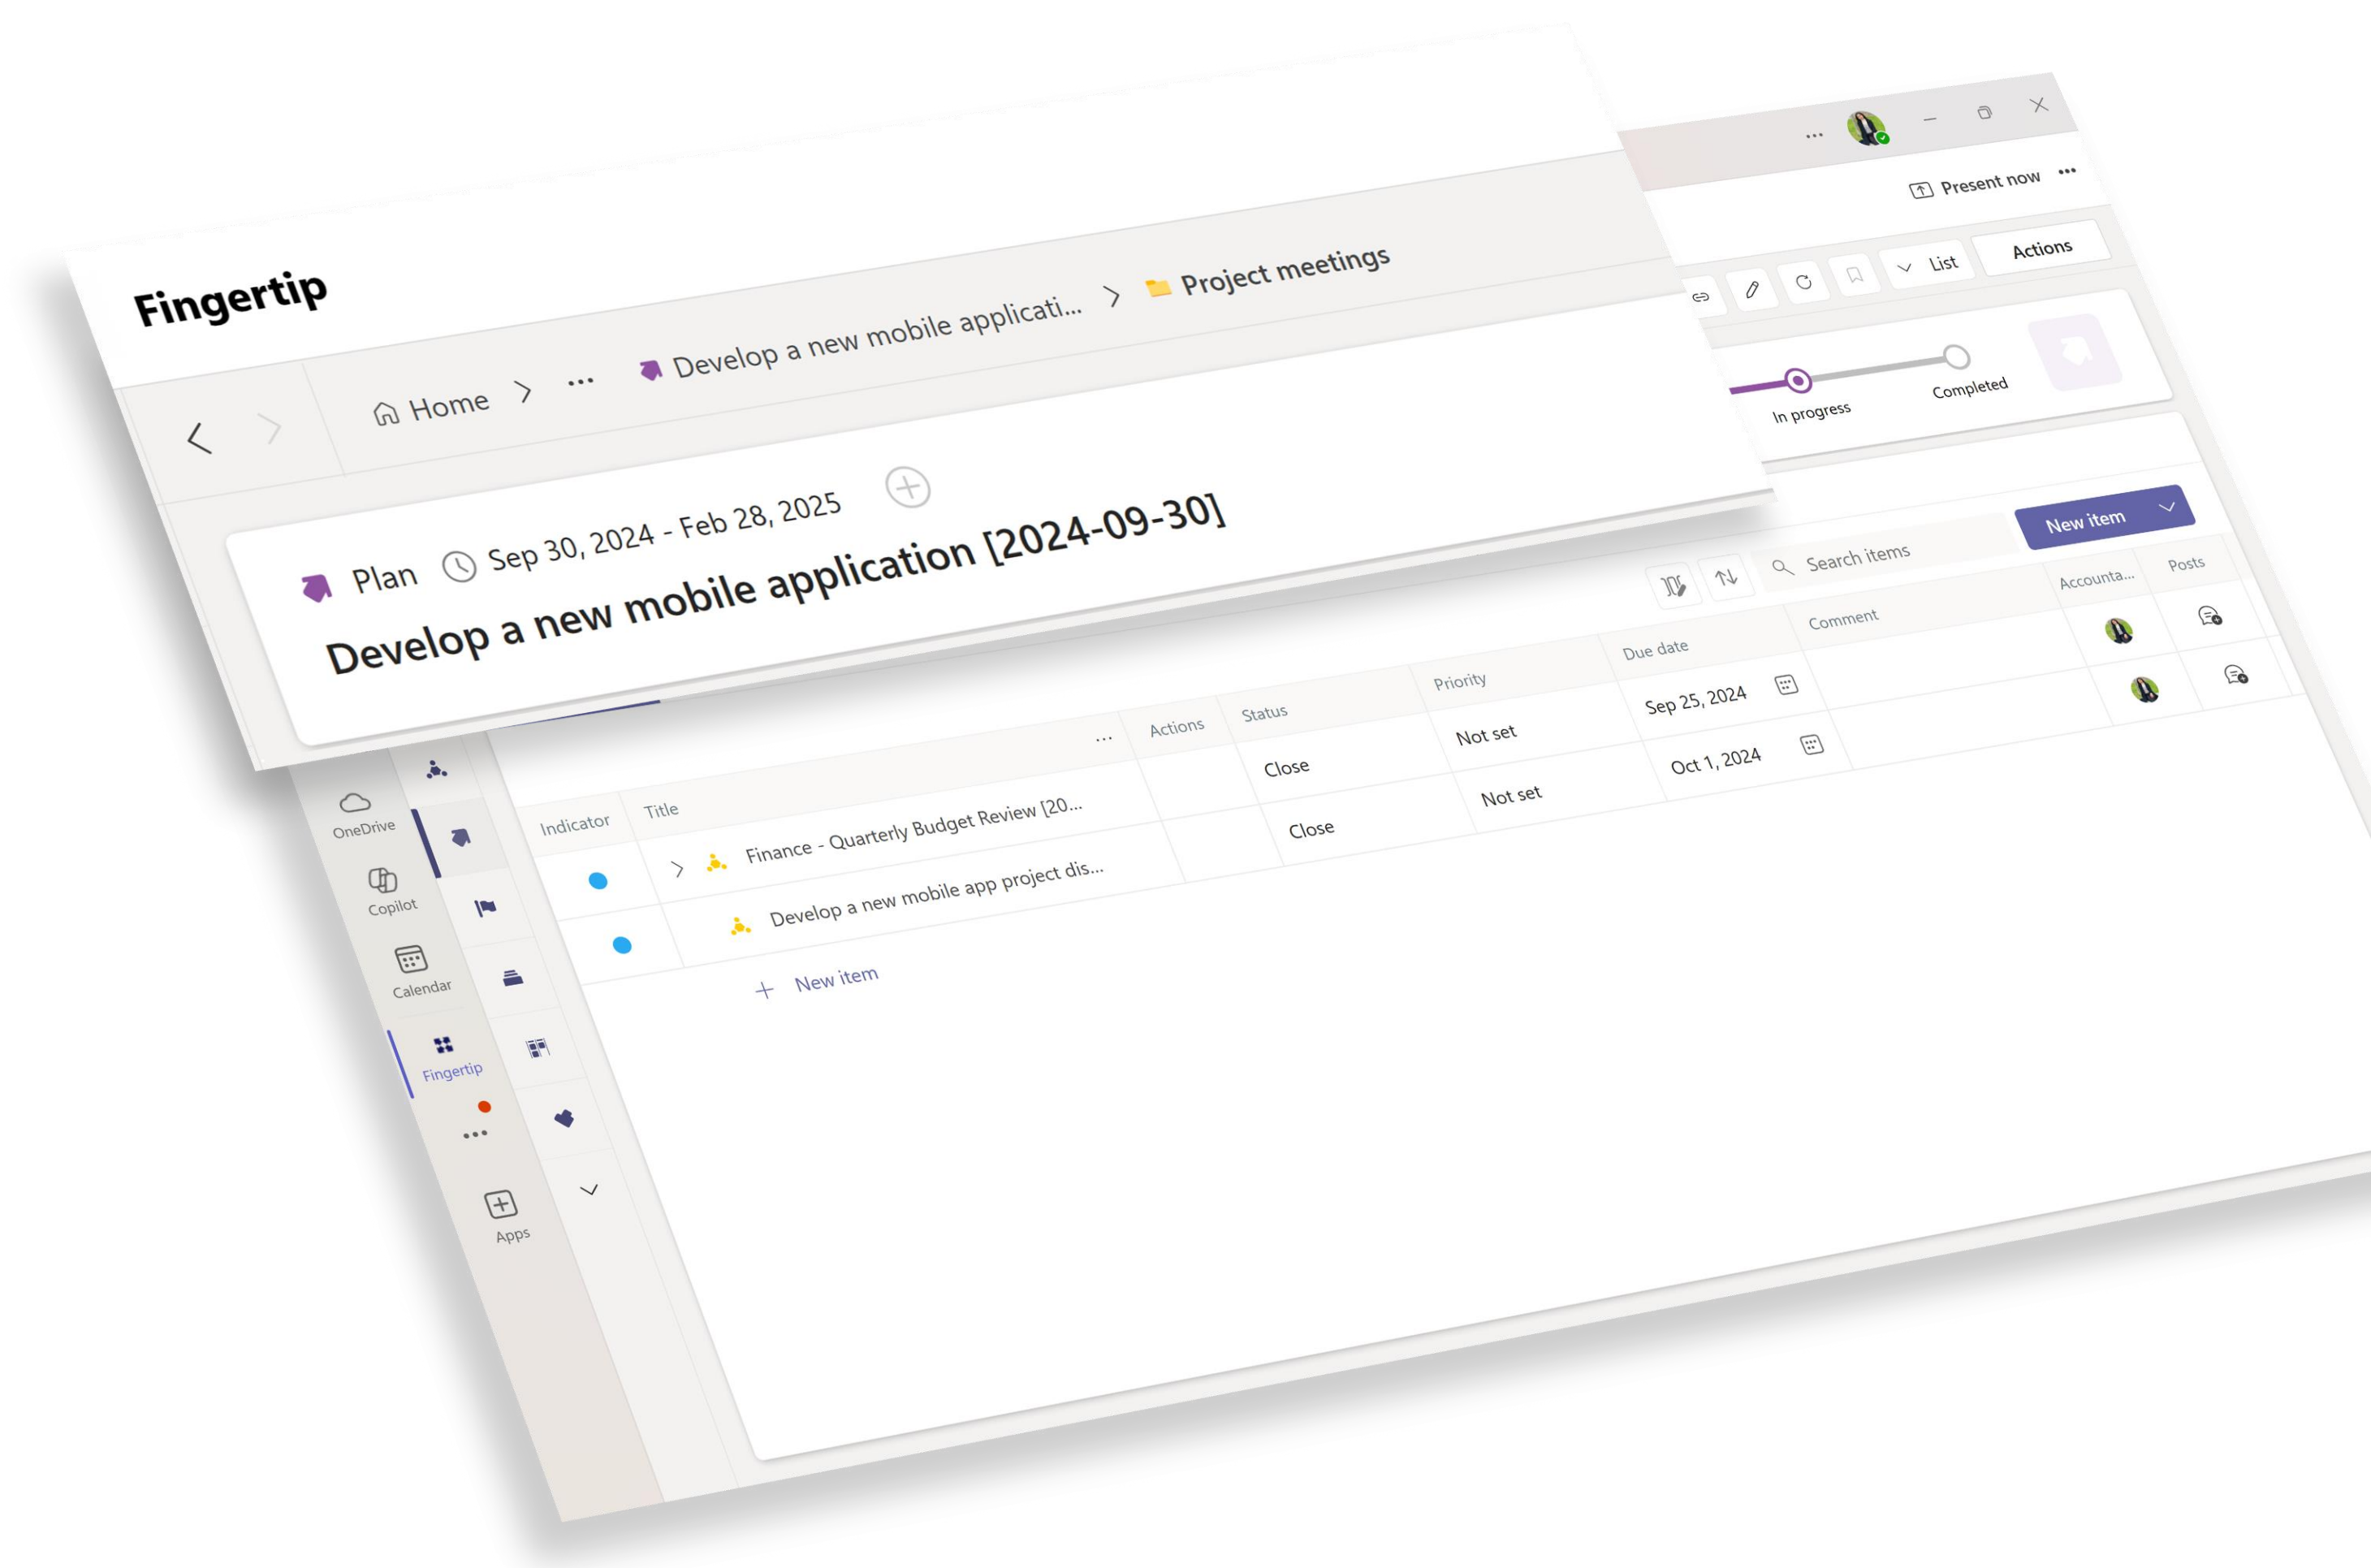 Fingertip
Home > ... Develop a new mobile applicati... > Project meetings
Plan Sep 30, 2024 - Feb 28, 2025
Develop a new mobile application [2024-09-30]
Present now
List Actions
In progress Completed
Search items New item
Indicator Title ... Actions Status Priority Due date Comment Accounta... Posts
Finance - Quarterly Budget Review [20... Close Not set Sep 25, 2024
Develop a new mobile app project dis... Close Not set Oct 1, 2024
New item
OneDrive
Copilot
Calendar
Fingertip
Apps